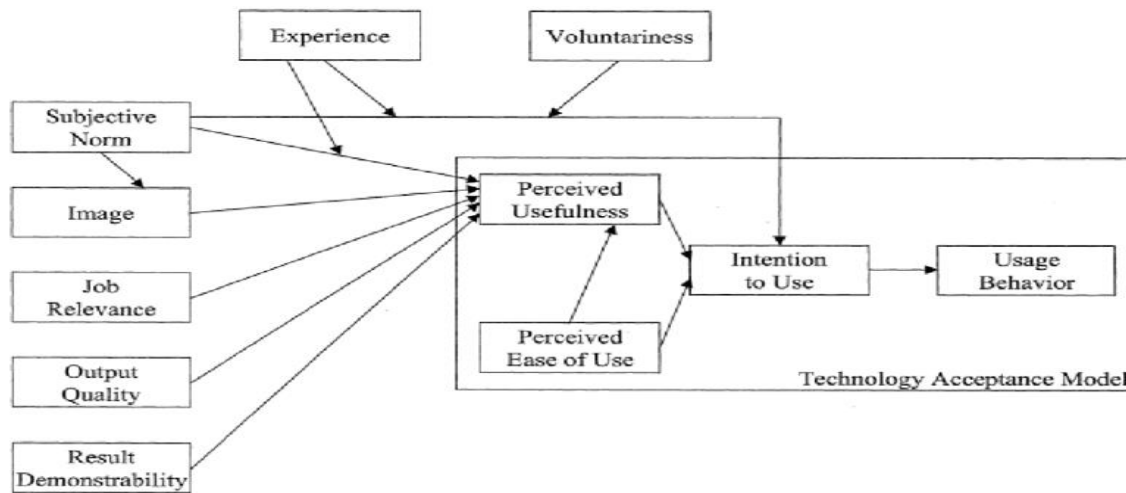 Experience
Voluntariness
Subjective
Norm
Image
Job
Relevance
Output
Quality
Result
Demonstrability
Perceived
Usefulness
Perceived
Ease of Use
Intention
to Use
Usage
Behavior
Technology Acceptance Model